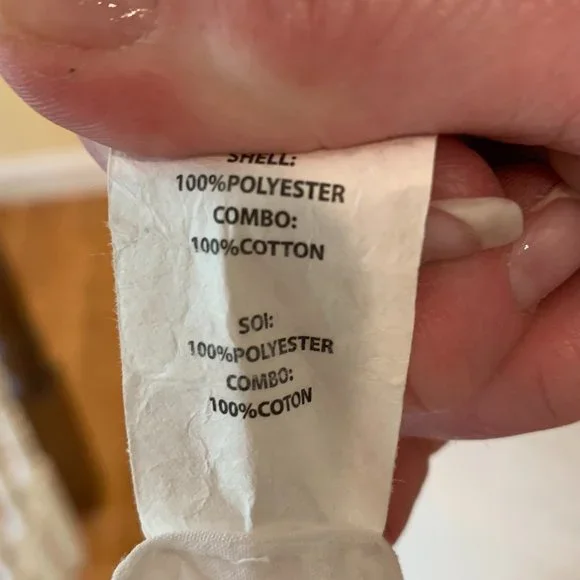 SHELL:
100%POLYESTER
COMBO:
100%COTTON
SOI:
100%POLYESTER
COMBO:
100%COTON